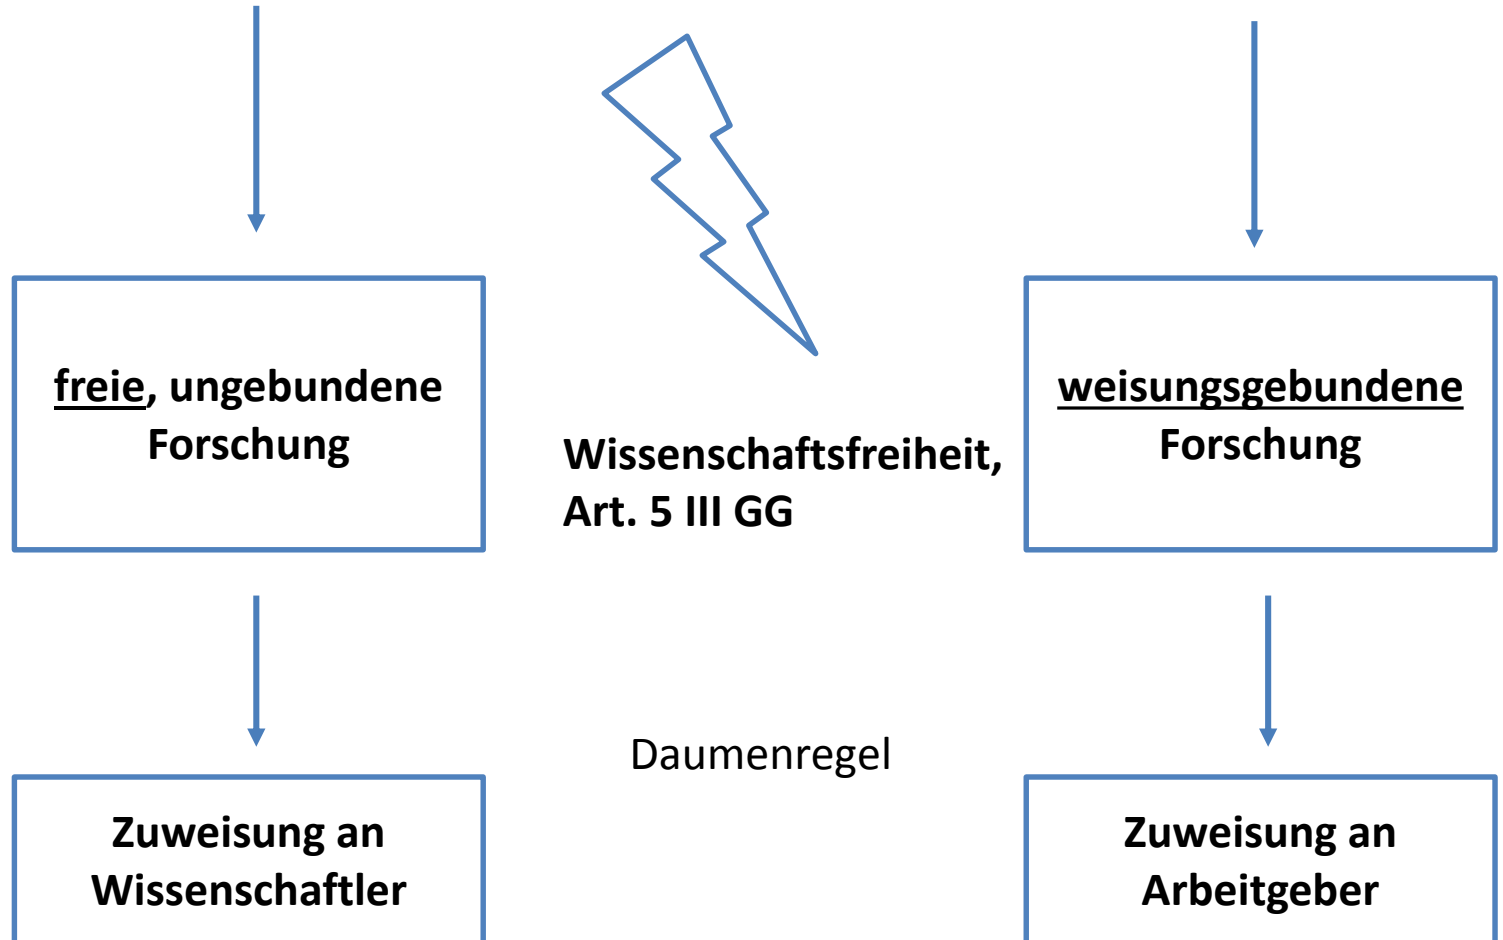 freie, ungebundene
Forschung
Wissenschaftsfreiheit,
Art. 5 III GG
weisungsgebundene
Forschung
Daumenregel
Zuweisung an
Wissenschaftler
Zuweisung an
Arbeitgeber